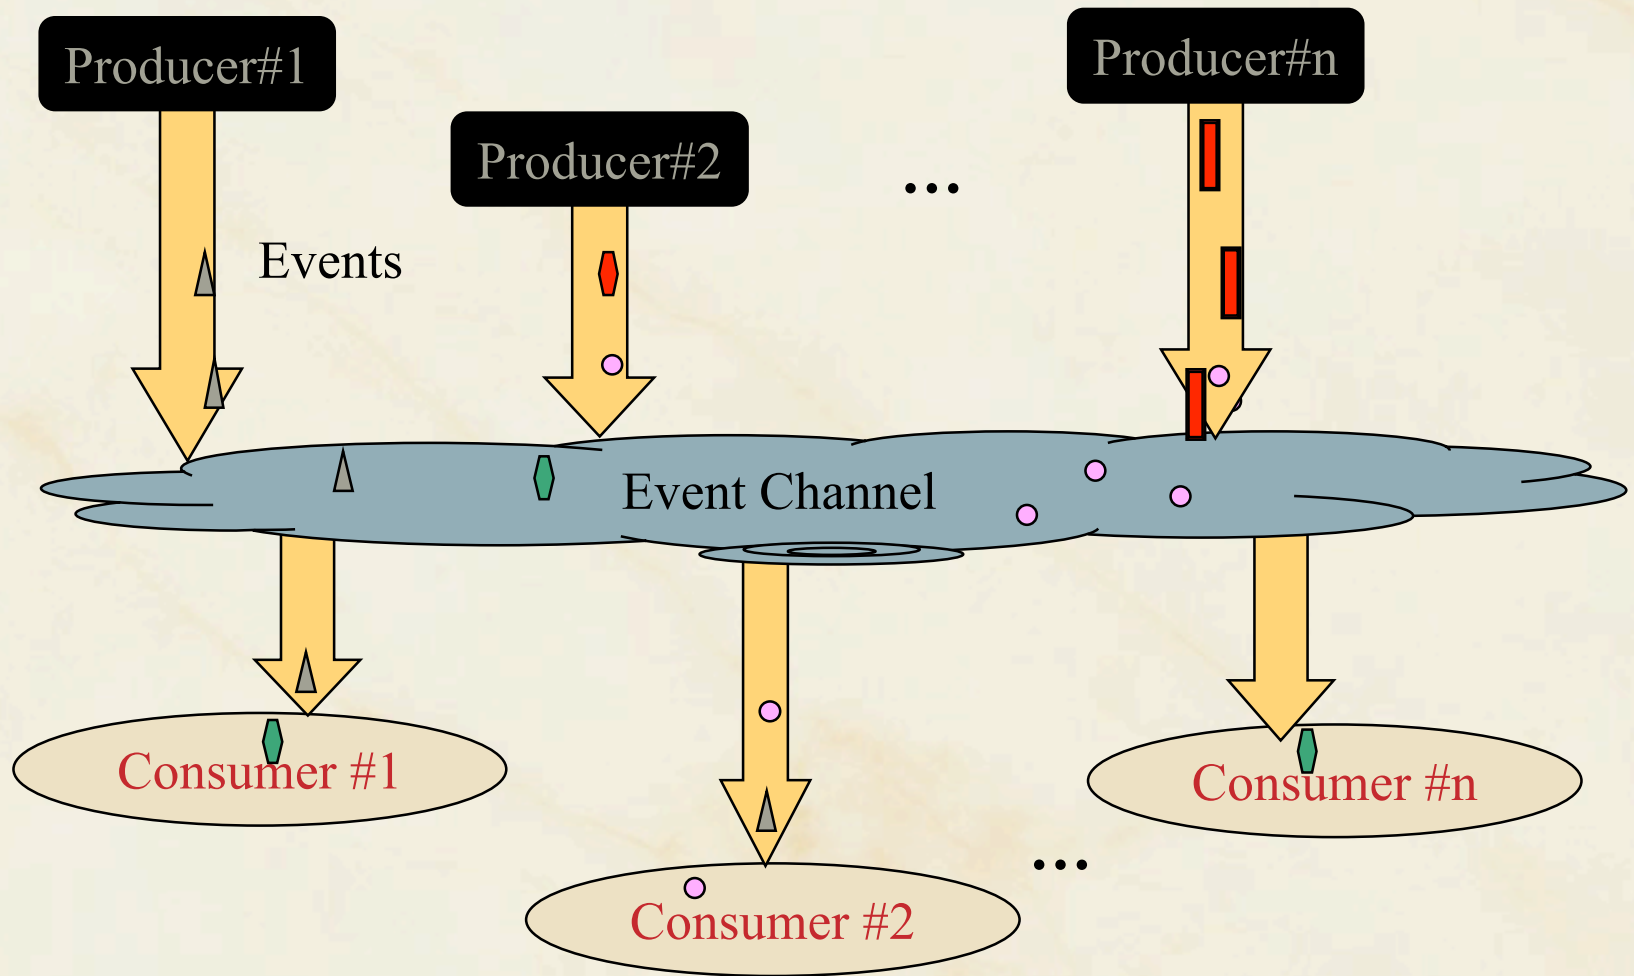 Producer#1
Producer#n
Producer#2
...
Events
Event Channel
Consumer #1
Consumer #n
...
Consumer #2